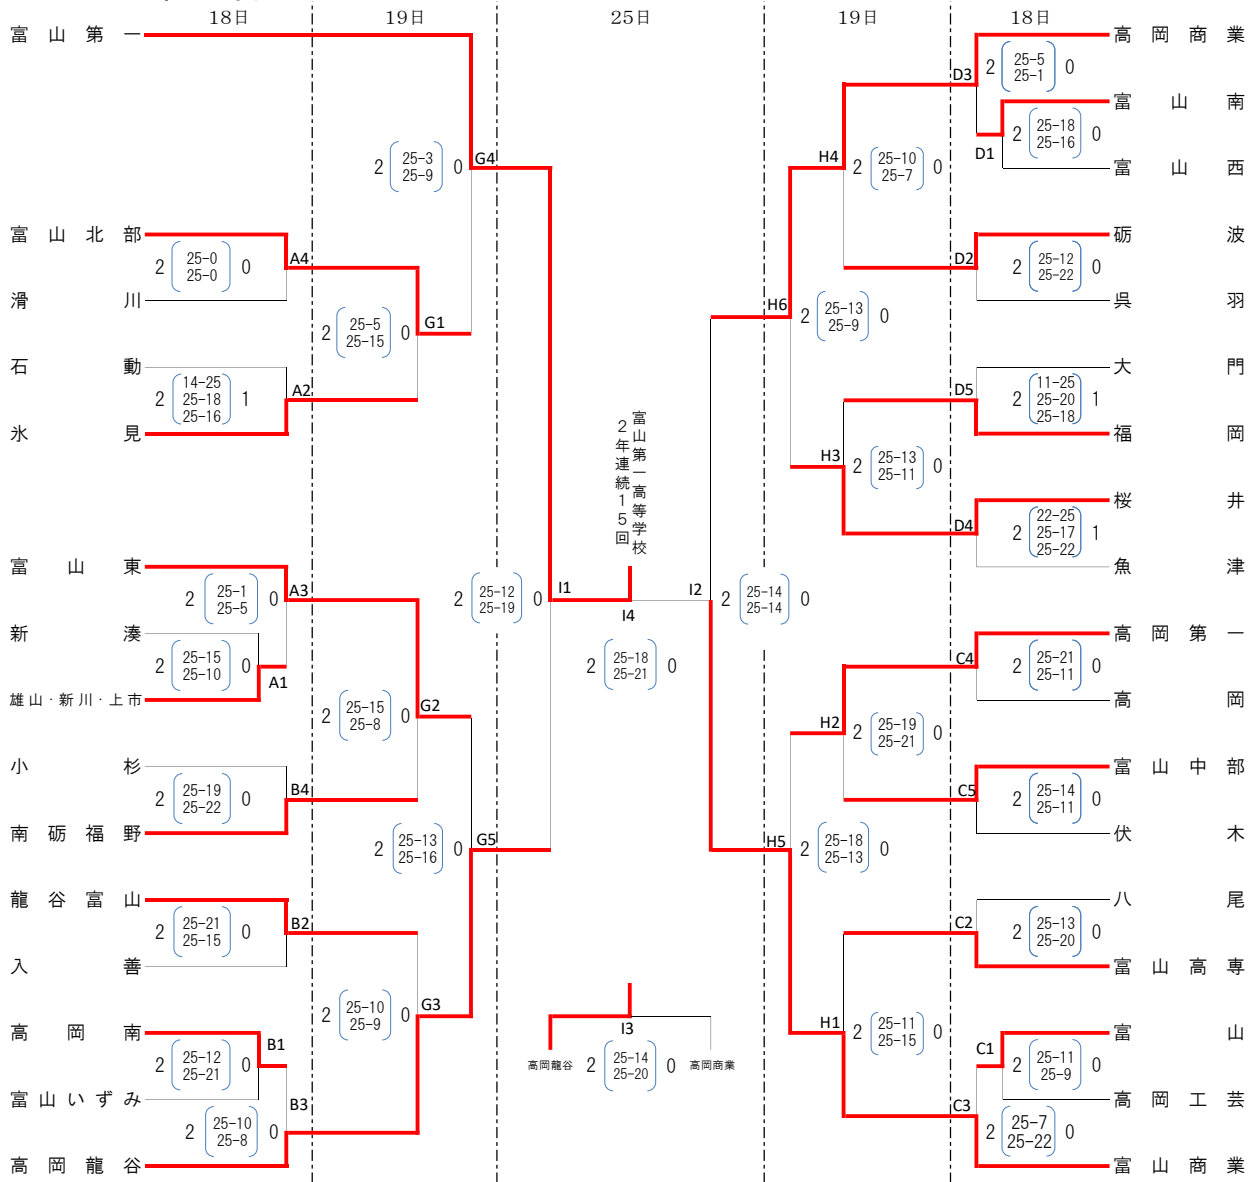 18日 19日 25日 19日 18日
富山第一
富山北部
滑川
石動
氷見
富山東
新湊
雄山・新川・上市
小杉
南砺福野
龍谷富山
入善
高岡南
富山いずみ
高岡龍谷
A4 2 25-0 0
25-0
A2 2 14-25 1
25-18
25-16
A3 2 25-1 0
25-5
A1 2 25-15 0
25-10
B4 2 25-19 0
25-22
B2 2 25-21 0
25-15
B1 2 25-12 0
25-21
B3 2 25-10 0
25-8
G4 2 25-3 0
25-9
G1 2 25-5 0
25-15
G2 2 25-15 0
25-8
G5 2 25-13 0
25-16
G3 2 25-10 0
25-9
I1 2 25-12 0
25-19
富山第一高等学校
2年連続15回
I4 2 25-18 0
25-21
I2 2 25-14 0
25-14
I3 2 25-14 0
25-20
高岡龍谷
高岡商業
H4 2 25-10 0
25-7
H6 2 25-13 0
25-9
H3 2 25-13 0
25-11
H2 2 25-19 0
25-21
H5 2 25-18 0
25-13
H1 2 25-11 0
25-15
D3 2 25-5 0
25-1
D1 2 25-18 0
25-16
D2 2 25-12 0
25-22
D5 2 11-25 1
25-20
25-18
D4 2 22-25 1
25-17
25-22
C4 2 25-21 0
25-11
C5 2 25-14 0
25-11
C2 2 25-13 0
25-20
C1 2 25-11 0
25-9
C3 2 25-7 0
25-22
高岡商業
富山南
富山西
砺波
呉羽
大門
福岡
桜井
魚津
高岡第一
高岡
富山中部
伏木
八尾
富山高専
富山
高岡工芸
富山商業